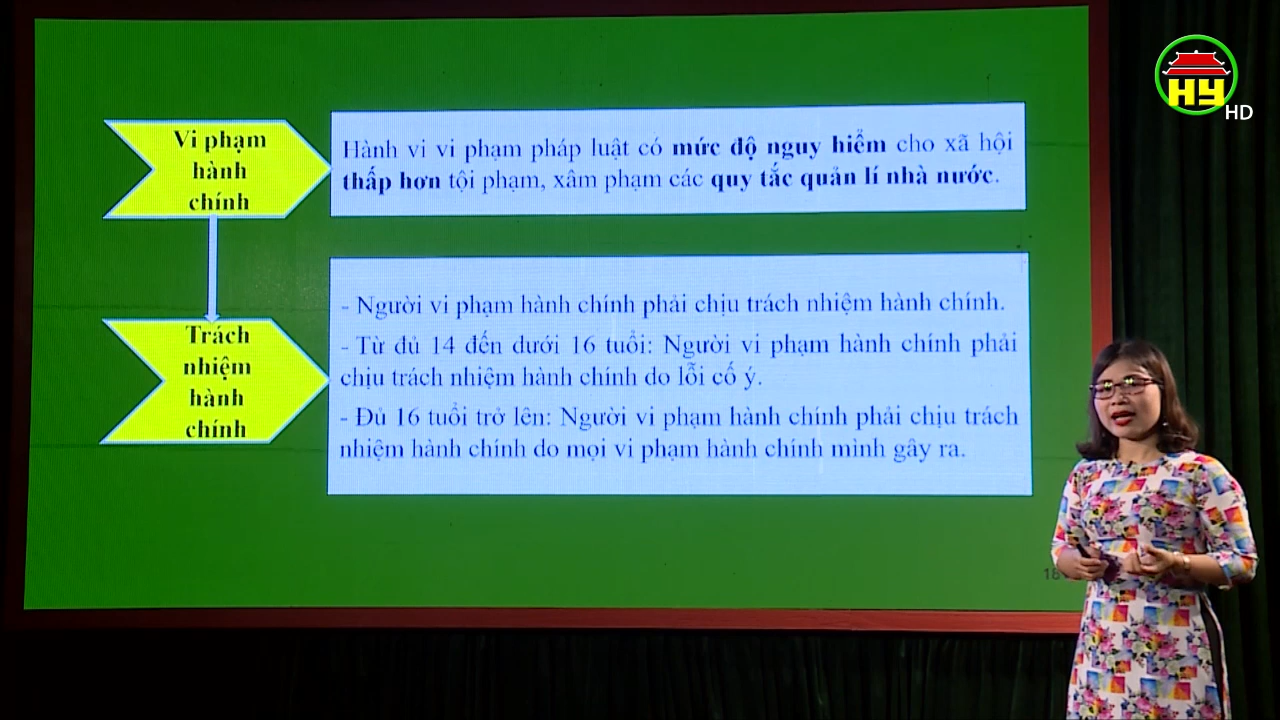 HY
HD
Vi phạm
hành
chính
Hành vi vi phạm pháp luật có mức độ nguy hiểm cho xã hội
thấp hơn tội phạm, xâm phạm các quy tắc quản lí nhà nước.
Trách
nhiệm
hành
chính
- Người vi phạm hành chính phải chịu trách nhiệm hành chính.
- Từ đủ 14 đến dưới 16 tuổi: Người vi phạm hành chính phải
chịu trách nhiệm hành chính do lỗi cố ý.
- Đủ 16 tuổi trở lên: Người vi phạm hành chính phải chịu trách
nhiệm hành chính do mọi vi phạm hành chính mình gây ra.